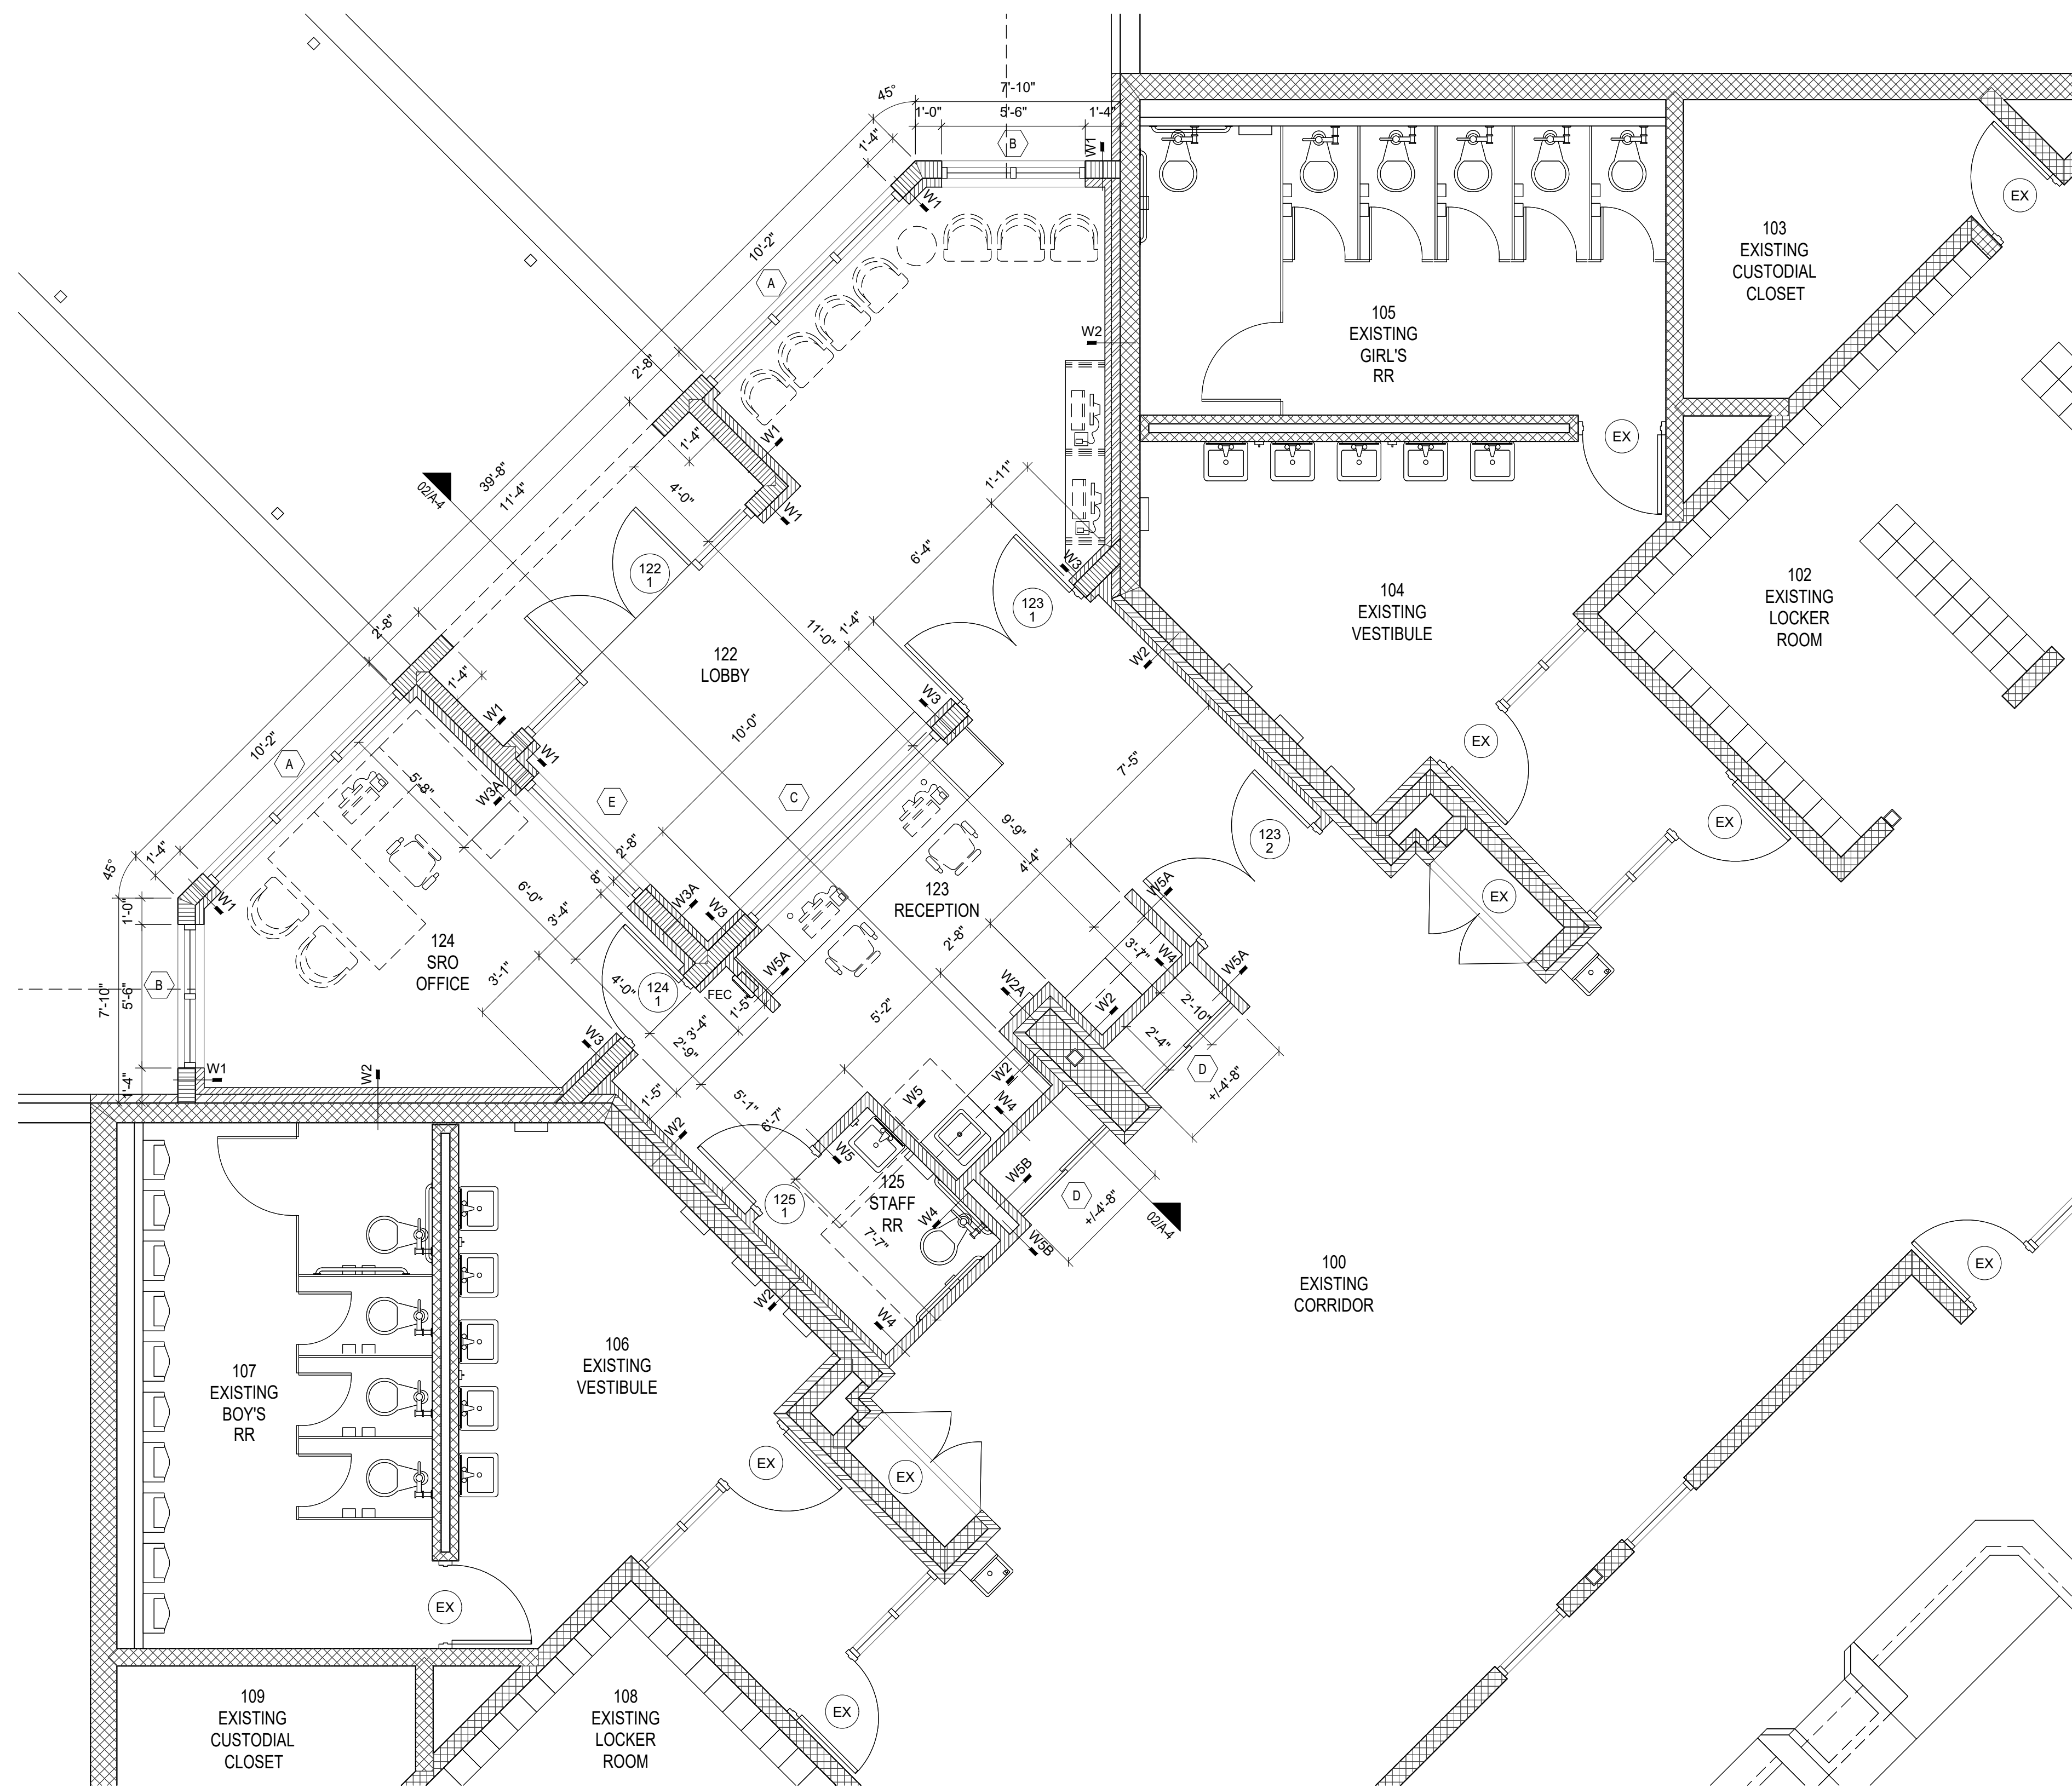 7'-10"
45°
1'-0"
5'-6"
1'-4"
B
W1
1'-4"
W1
10'-2"
A
103
EXISTING
CUSTODIAL
CLOSET
EX
105
EXISTING
GIRL'S
RR
W2
2'-8"
EX
1'-4"
W1
39'-8"
11'-4"
02/A-4
4'-0"
W1
1'-11"
6'-4"
W3
122
1
123
1
104
EXISTING
VESTIBULE
102
EXISTING
LOCKER
ROOM
2'-8"
11'-0"
1'-4"
122
LOBBY
W2
1'-4"
W3
W1
10'-0"
EX
10'-2"
A
W1
5'-8"
W3A
E
C
7'-5"
EX
9'-9"
123
2
2'-8"
4'-4"
45°
1'-4"
8"
6'-0"
W3A
W3
123
RECEPTION
W5A
EX
W1
1'-0"
3'-4"
2'-8"
3'-7"
W4
124
SRO
OFFICE
W5A
W5A
3'-1"
4'-0"
124
1
FEC
1'-5"
W2A
W2
2'-10"
7'-10"
5'-6"
B
5'-2"
3'-4"
2'-9"
2'-4"
W3
W1
W2
1'-4"
W2
D
+/-4'-8"
1'-5"
5'-1"
6'-7"
W5
W4
W2
W5
W5B
125
STAFF
RR
125
1
D
+/-4'-8"
W4
7'-7"
W5B
02/A-4
100
EXISTING
CORRIDOR
EX
W2
W4
106
EXISTING
VESTIBULE
107
EXISTING
BOY'S
RR
EX
EX
EX
109
EXISTING
CUSTODIAL
CLOSET
108
EXISTING
LOCKER
ROOM
EX